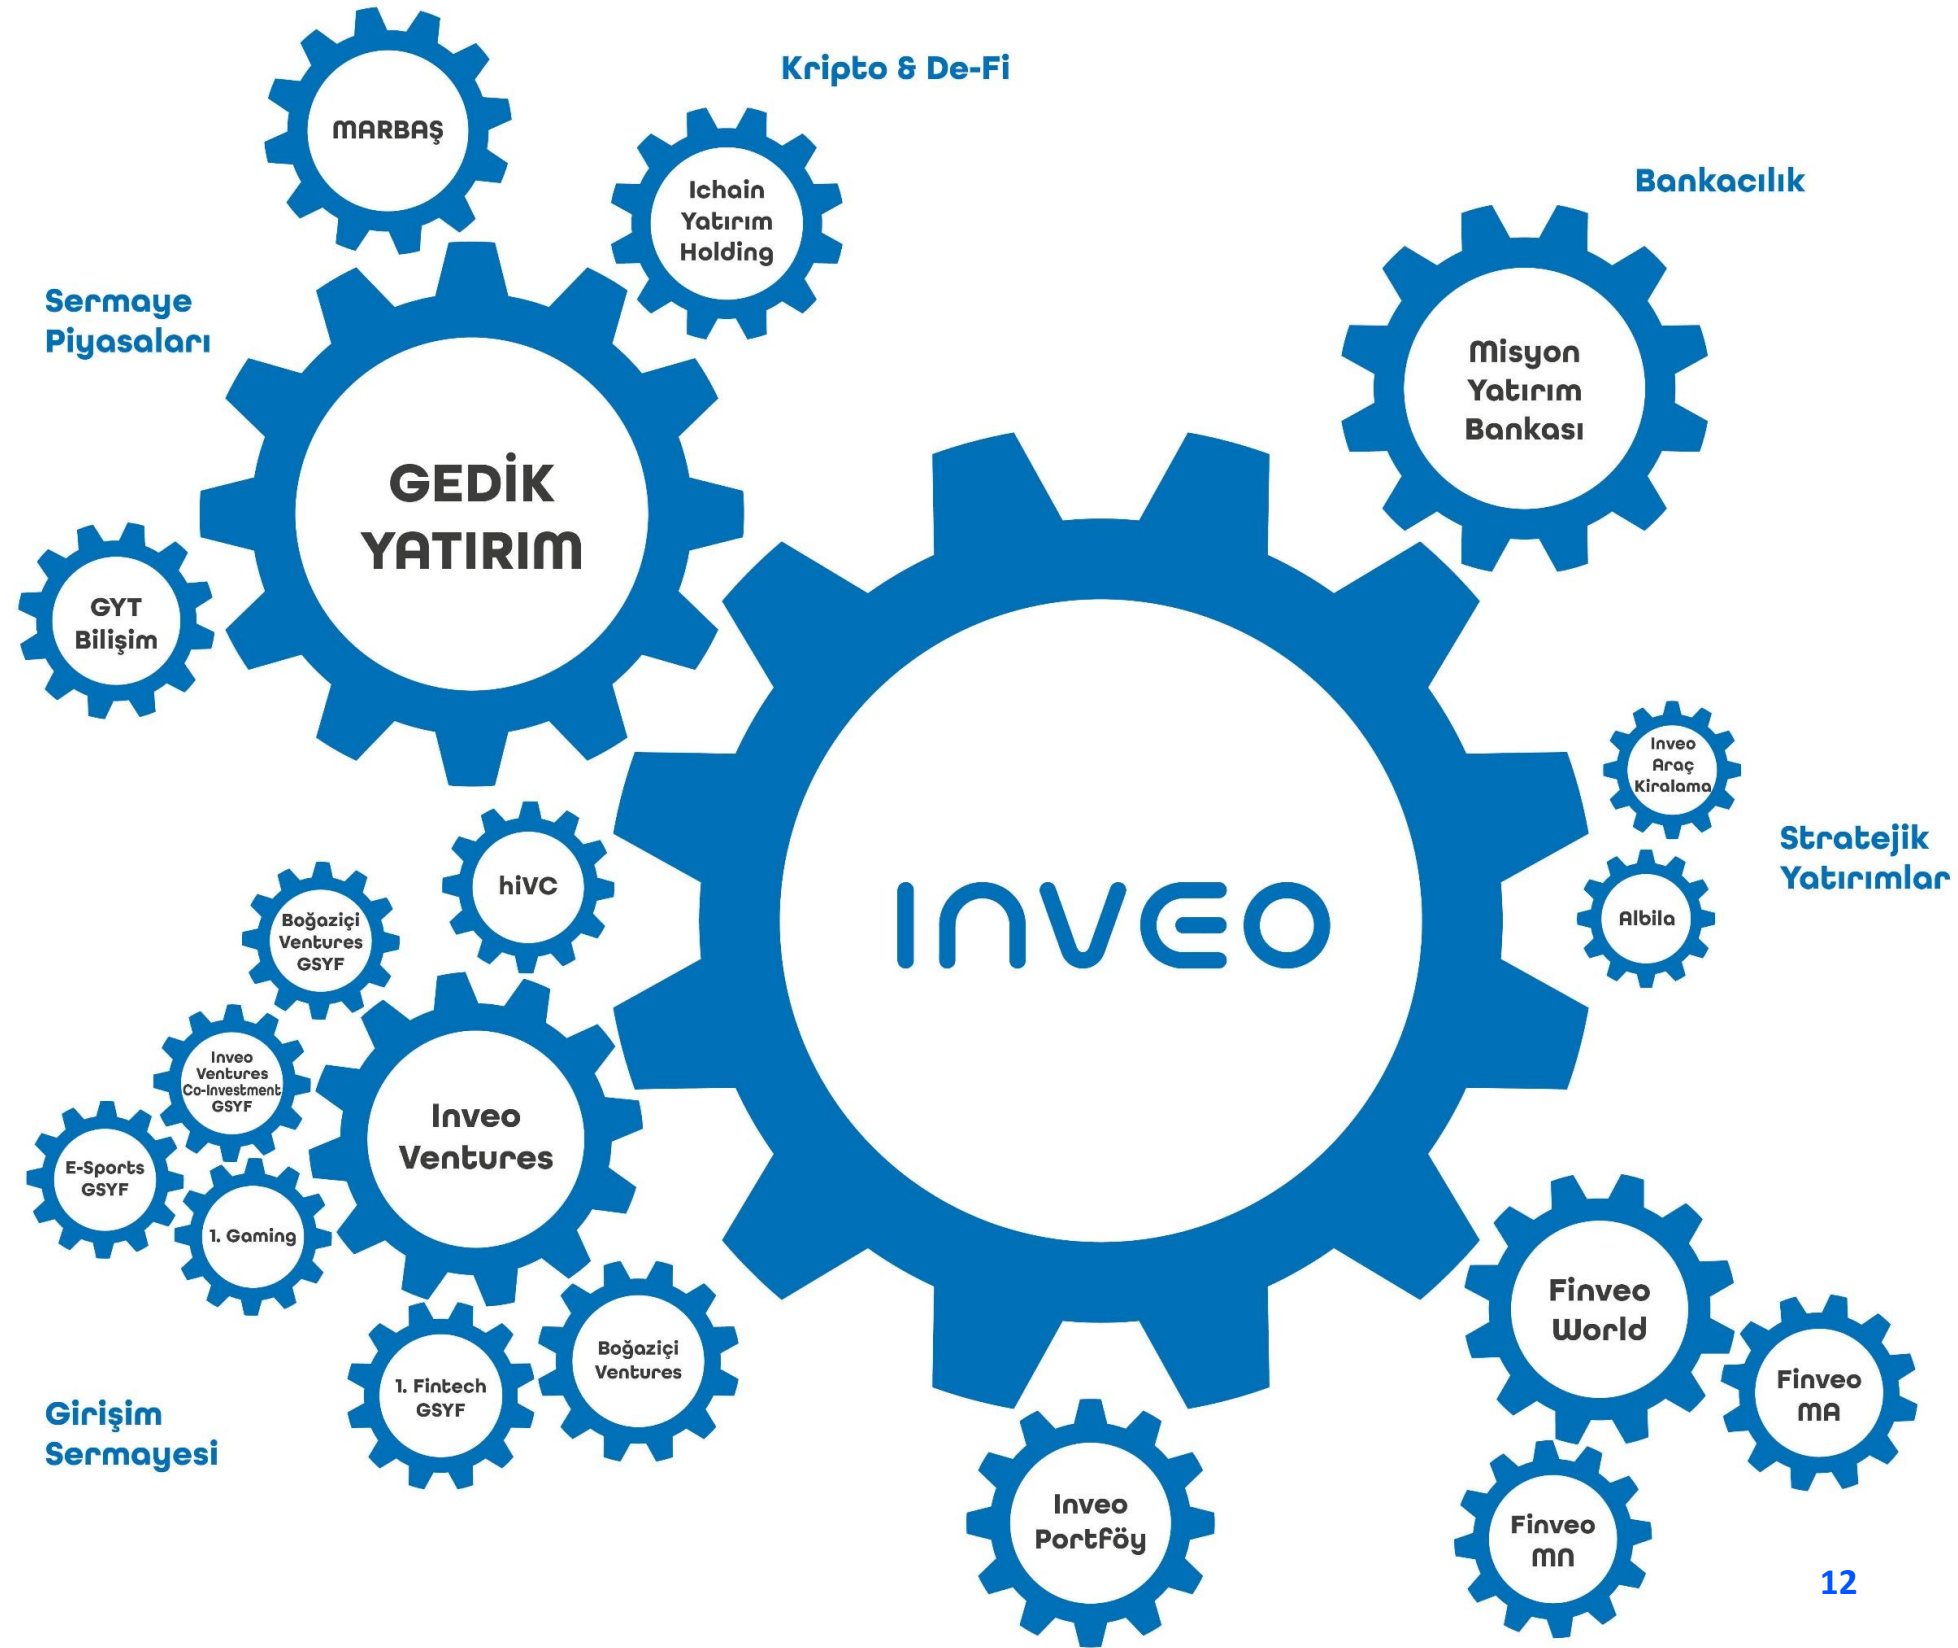 MARBAŞ
Kripto & De-Fi
Ichain
Yatırım
Holding
Bankacılık
Misyon
Yatırım
Bankası
Sermaye
Piyasaları
GEDİK
YATIRIM
GYT
Bilişim
INVEO
Inveo
Araç
Kiralama
Albila
Stratejik
Yatırımlar
hiVC
Boğaziçi
Ventures
GSYF
Inveo
Ventures
Co-Investment
GSYF
E-Sports
GSYF
1. Gaming
Inveo
Ventures
1. Fintech
GSYF
Boğaziçi
Ventures
Girişim
Sermayesi
Inveo
Portföy
Finveo
World
Finveo
MA
Finveo
MN
12